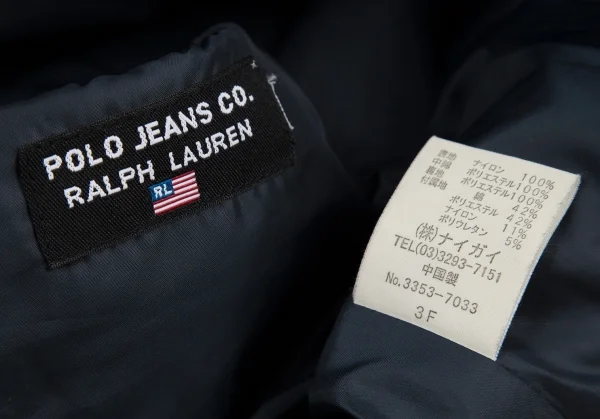 POLO JEANS CO.
RALPH LAUREN
RL
表地 ナイロン 100%
中綿 ポリエステル100%
裏地 ポリエステル100%
付属地 綿 42%
ポリエステル 42%
ナイロン 11%
ポリウレタン 5%
(株)ナイガイ
TEL(03)3293-7151
中国製
No.3353-7033
3F